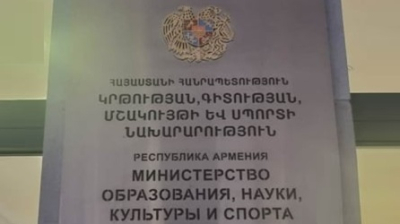 ՀԱՅԱՍՏԱՆԻ ՀԱՆՐԱՊԵՏՈՒԹՅՈՒՆ
ԿՐԹՈՒԹՅԱՆ, ԳԻՏՈՒԹՅԱՆ,
ՄՇԱԿՈՒՅԹԻ ԵՎ ՍՊՈՐՏԻ
ՆԱԽԱՐԱՐՈՒԹՅՈՒՆ
РЕСПУБЛИКА АРМЕНИЯ
МИНИСТЕРСТВО
ОБРАЗОВАНИЯ, НАУКИ,
КУЛЬТУРЫ И СПОРТА